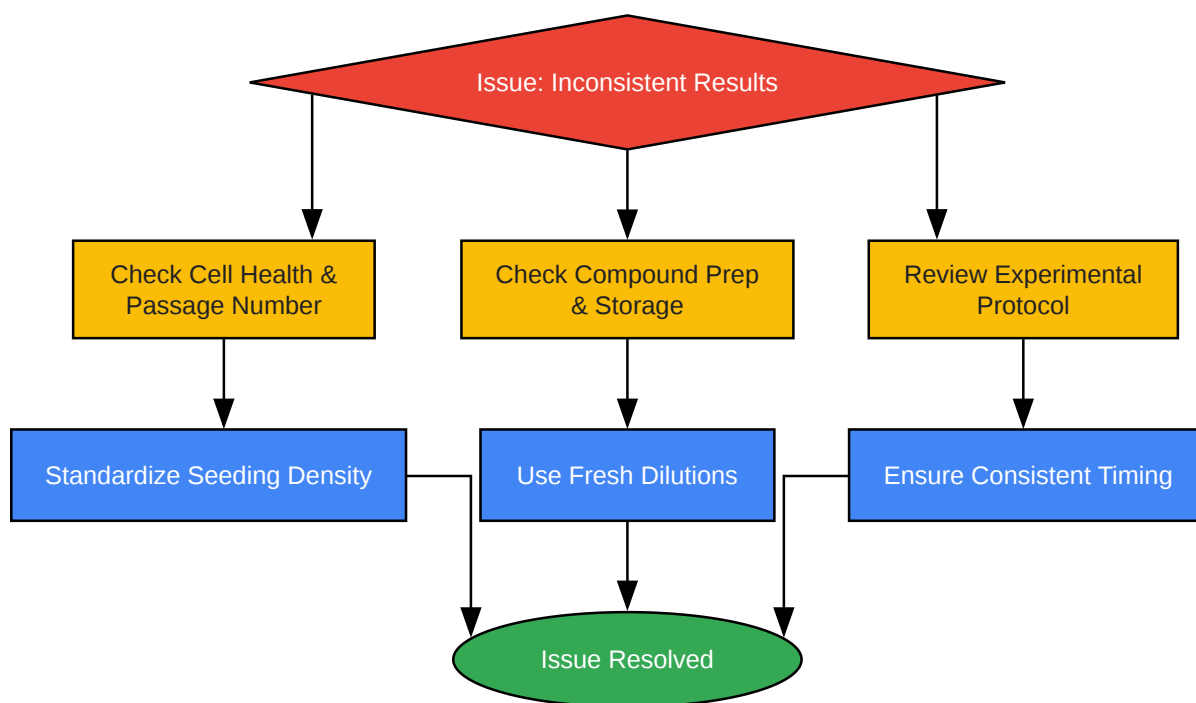 Issue: Inconsistent Results
Check Cell Health &
Passage Number
Check Compound Prep
& Storage
Review Experimental
Protocol
Standardize Seeding Density
Use Fresh Dilutions
Ensure Consistent Timing
Issue Resolved